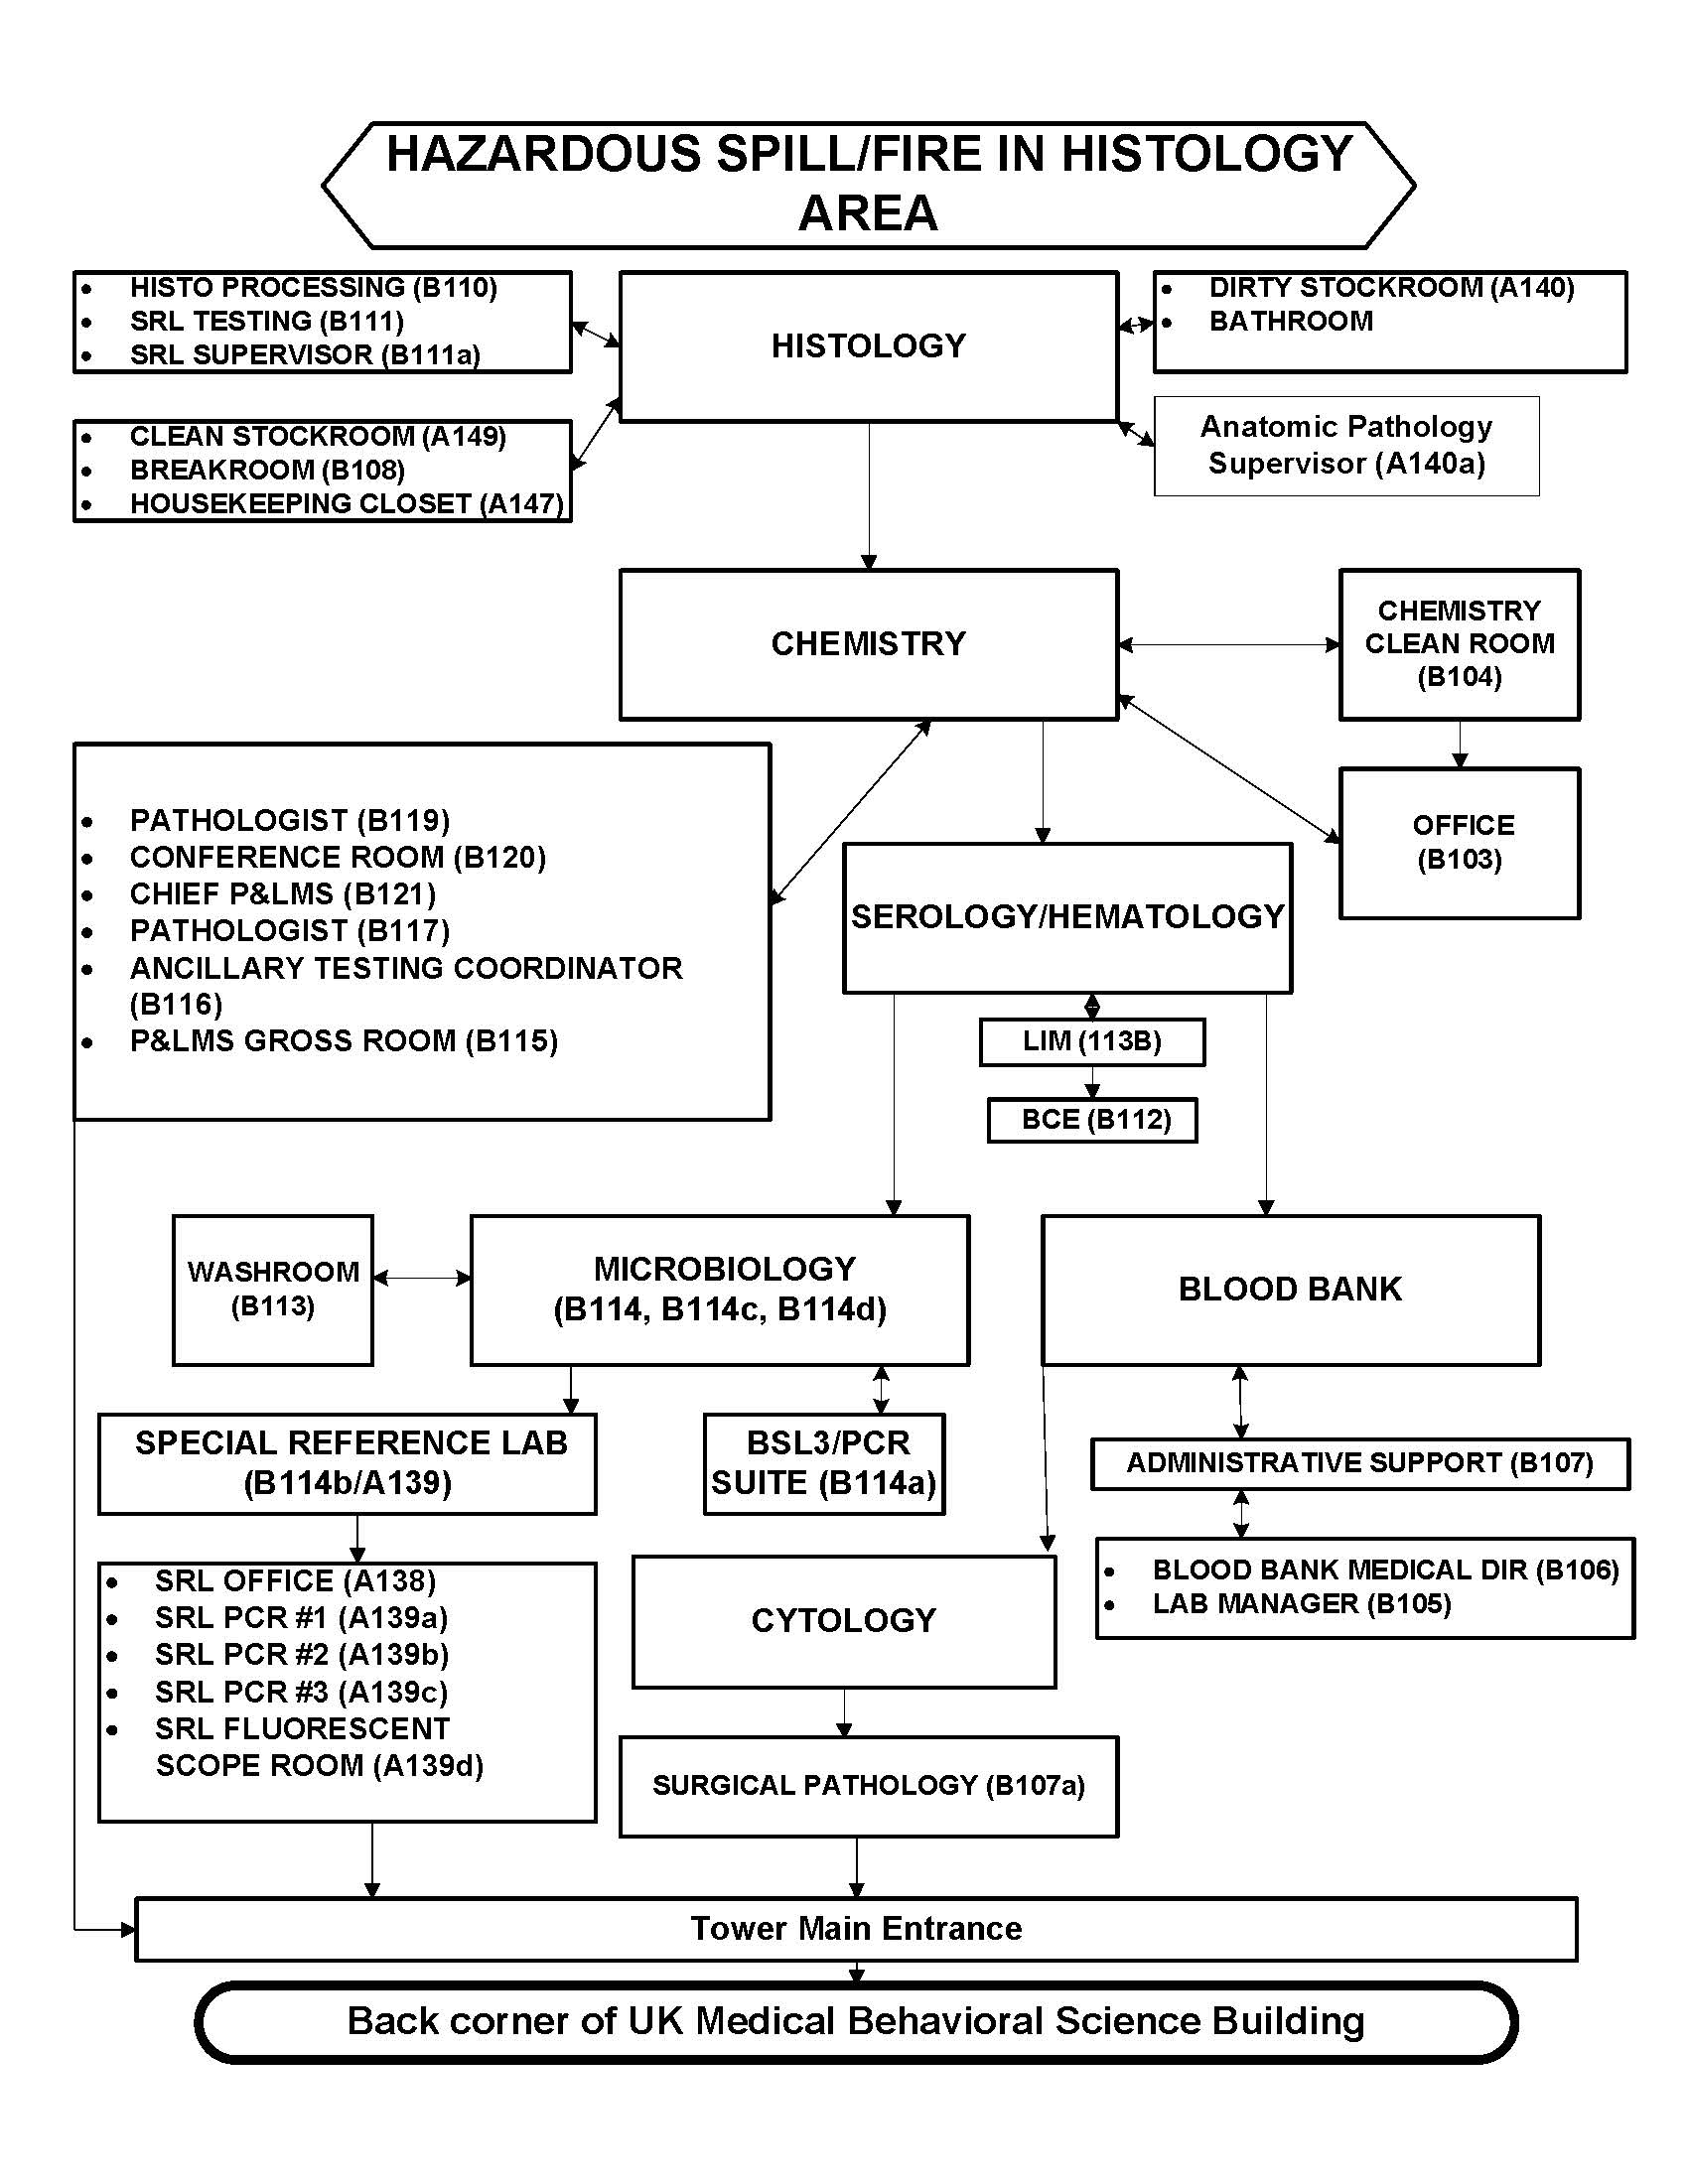 HAZARDOUS SPILL/FIRE IN HISTOLOGY
AREA
• HISTO PROCESSING (B110)
• SRL TESTING (B111)
• SRL SUPERVISOR (B111a)
HISTOLOGY
• DIRTY STOCKROOM (A140)
• BATHROOM
• CLEAN STOCKROOM (A149)
• BREAKROOM (B108)
• HOUSEKEEPING CLOSET (A147)
Anatomic Pathology
Supervisor (A140a)
CHEMISTRY
CHEMISTRY
CLEAN ROOM
(B104)
• PATHOLOGIST (B119)
• CONFERENCE ROOM (B120)
• CHIEF P&LMS (B121)
• PATHOLOGIST (B117)
• ANCILLARY TESTING COORDINATOR
(B116)
• P&LMS GROSS ROOM (B115)
OFFICE
(B103)
SEROLOGY/HEMATOLOGY
LIM (113B)
BCE (B112)
WASHROOM
(B113)
MICROBIOLOGY
(B114, B114c, B114d)
BLOOD BANK
SPECIAL REFERENCE LAB
(B114b/A139)
BSL3/PCR
SUITE (B114a)
ADMINISTRATIVE SUPPORT (B107)
• BLOOD BANK MEDICAL DIR (B106)
• LAB MANAGER (B105)
• SRL OFFICE (A138)
• SRL PCR #1 (A139a)
• SRL PCR #2 (A139b)
• SRL PCR #3 (A139c)
• SRL FLUORESCENT
SCOPE ROOM (A139d)
CYTOLOGY
SURGICAL PATHOLOGY (B107a)
Tower Main Entrance
Back corner of UK Medical Behavioral Science Building